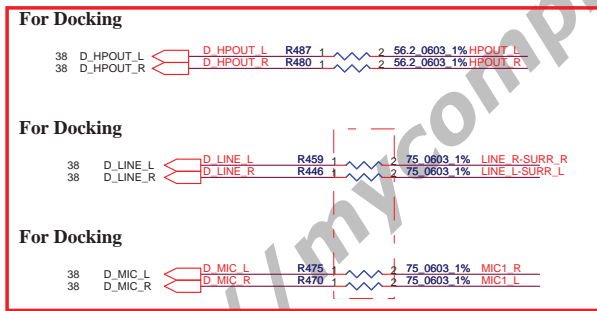 For Docking
38 D_HPOUT_L D_HPOUT_L R487 1 2 56.2_0603_1% HPOUT_L
38 D_HPOUT_R D_HPOUT_R R480 1 2 56.2_0603_1% HPOUT_R
For Docking
38 D_LINE_L D_LINE_L R459 1 2 75_0603_1% LINE_R-SURR_R
38 D_LINE_R D_LINE_R R446 1 2 75_0603_1% LINE_L-SURR_L
For Docking
38 D_MIC_L D_MIC_L R475 1 2 75_0603_1% MIC1_R
38 D_MIC_R D_MIC_R R470 1 2 75_0603_1% MIC1_L
//mycomp